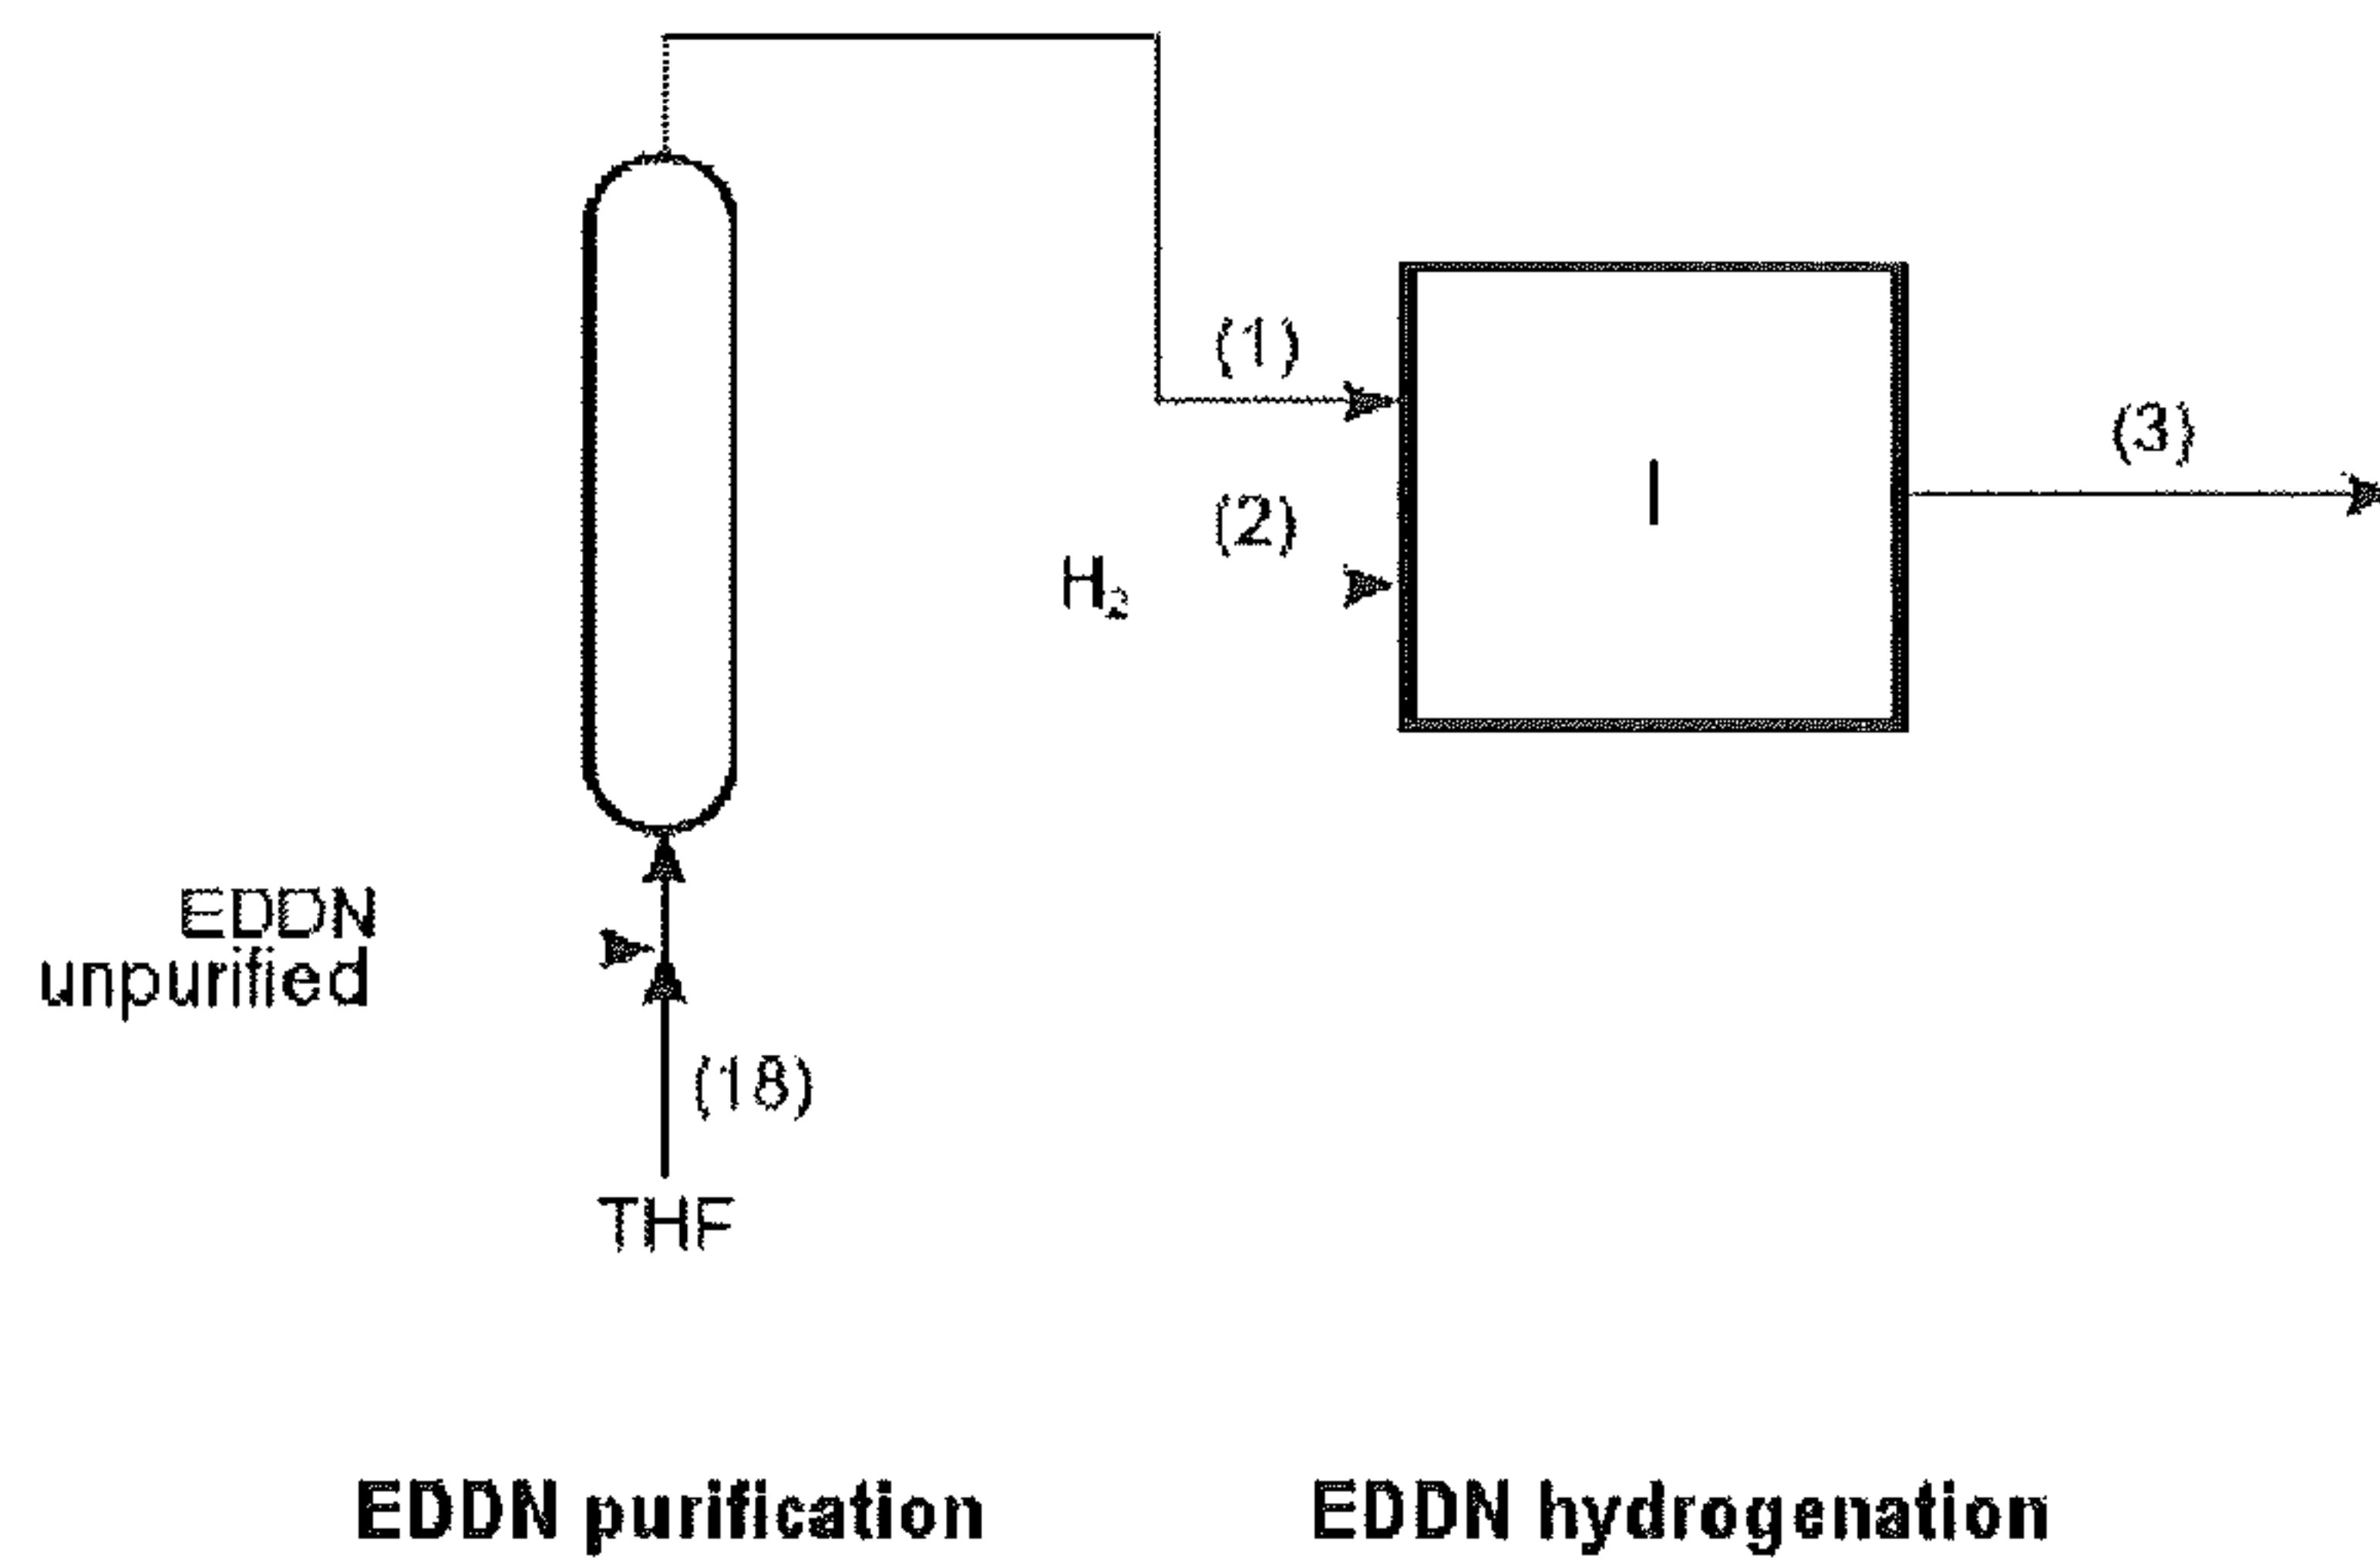 (1)
(3)
I
(2)
H₂
EDDN
unpurified
(18)
THF
EDDN purification
EDDN hydrogenation